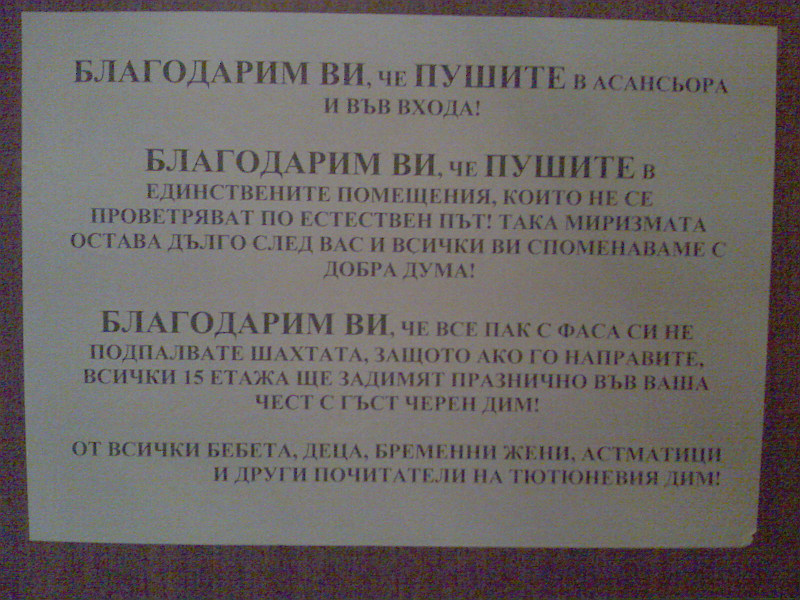 БЛАГОДАРИМ ВИ, ЧЕ ПУШИТЕ В АСАНСЬОРА
И ВЪВ ВХОДА!
БЛАГОДАРИМ ВИ, ЧЕ ПУШИТЕ В
ЕДИНСТВЕНИТЕ ПОМЕЩЕНИЯ, КОИТО НЕ СЕ
ПРОВЕТРЯВАТ ПО ЕСТЕСТВЕН ПЪТ! ТАКА МИРИЗМАТА
ОСТАВА ДЪЛГО СЛЕД ВАС И ВСИЧКИ ВИ СПОМЕНАВАМЕ С
ДОБРА ДУМА!
БЛАГОДАРИМ ВИ, ЧЕ ВСЕ ПАК С ФАСА СИ НЕ
ПОДПАЛВАТЕ ШАХТАТА, ЗАЩОТО АКО ГО НАПРАВИТЕ,
ВСИЧКИ 15 ЕТАЖА ЩЕ ЗАДИМЯТ ПРАЗНИЧНО ВЪВ ВАША
ЧЕСТ С ГЪСТ ЧЕРЕН ДИМ!
ОТ ВСИЧКИ БЕБЕТА, ДЕЦА, БРЕМЕННИ ЖЕНИ, АСТМАТИЦИ
И ДРУГИ ПОЧИТАТЕЛИ НА ТЮТЮНЕВИЯ ДИМ!